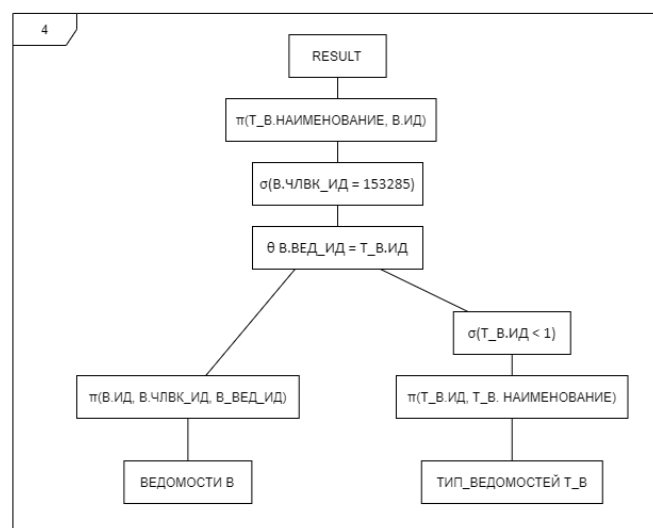 4
RESULT
π(Т_В.НАИМЕНОВАНИЕ, В.ИД)
σ(В.ЧЛВК_ИД = 153285)
θ В.ВЕД_ИД = Т_В.ИД
σ(Т_В.ИД < 1)
π(В.ИД, В.ЧЛВК_ИД, В_ВЕД_ИД)
π(Т_В.ИД, Т_В. НАИМЕНОВАНИЕ)
ВЕДОМОСТИ В
ТИП_ВЕДОМОСТЕЙ Т_В